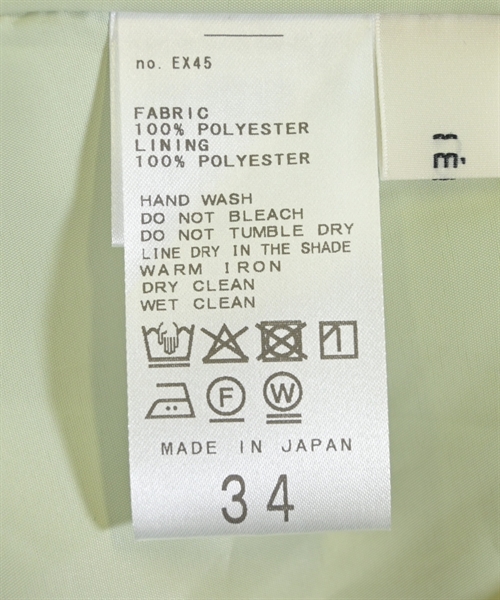 no. EX45
FABRIC
100% POLYESTER
LINING
100% POLYESTER
HAND WASH
DO NOT BLEACH
DO NOT TUMBLE DRY
LINE DRY IN THE SHADE
WARM IRON
DRY CLEAN
WET CLEAN
F W
MADE IN JAPAN
34